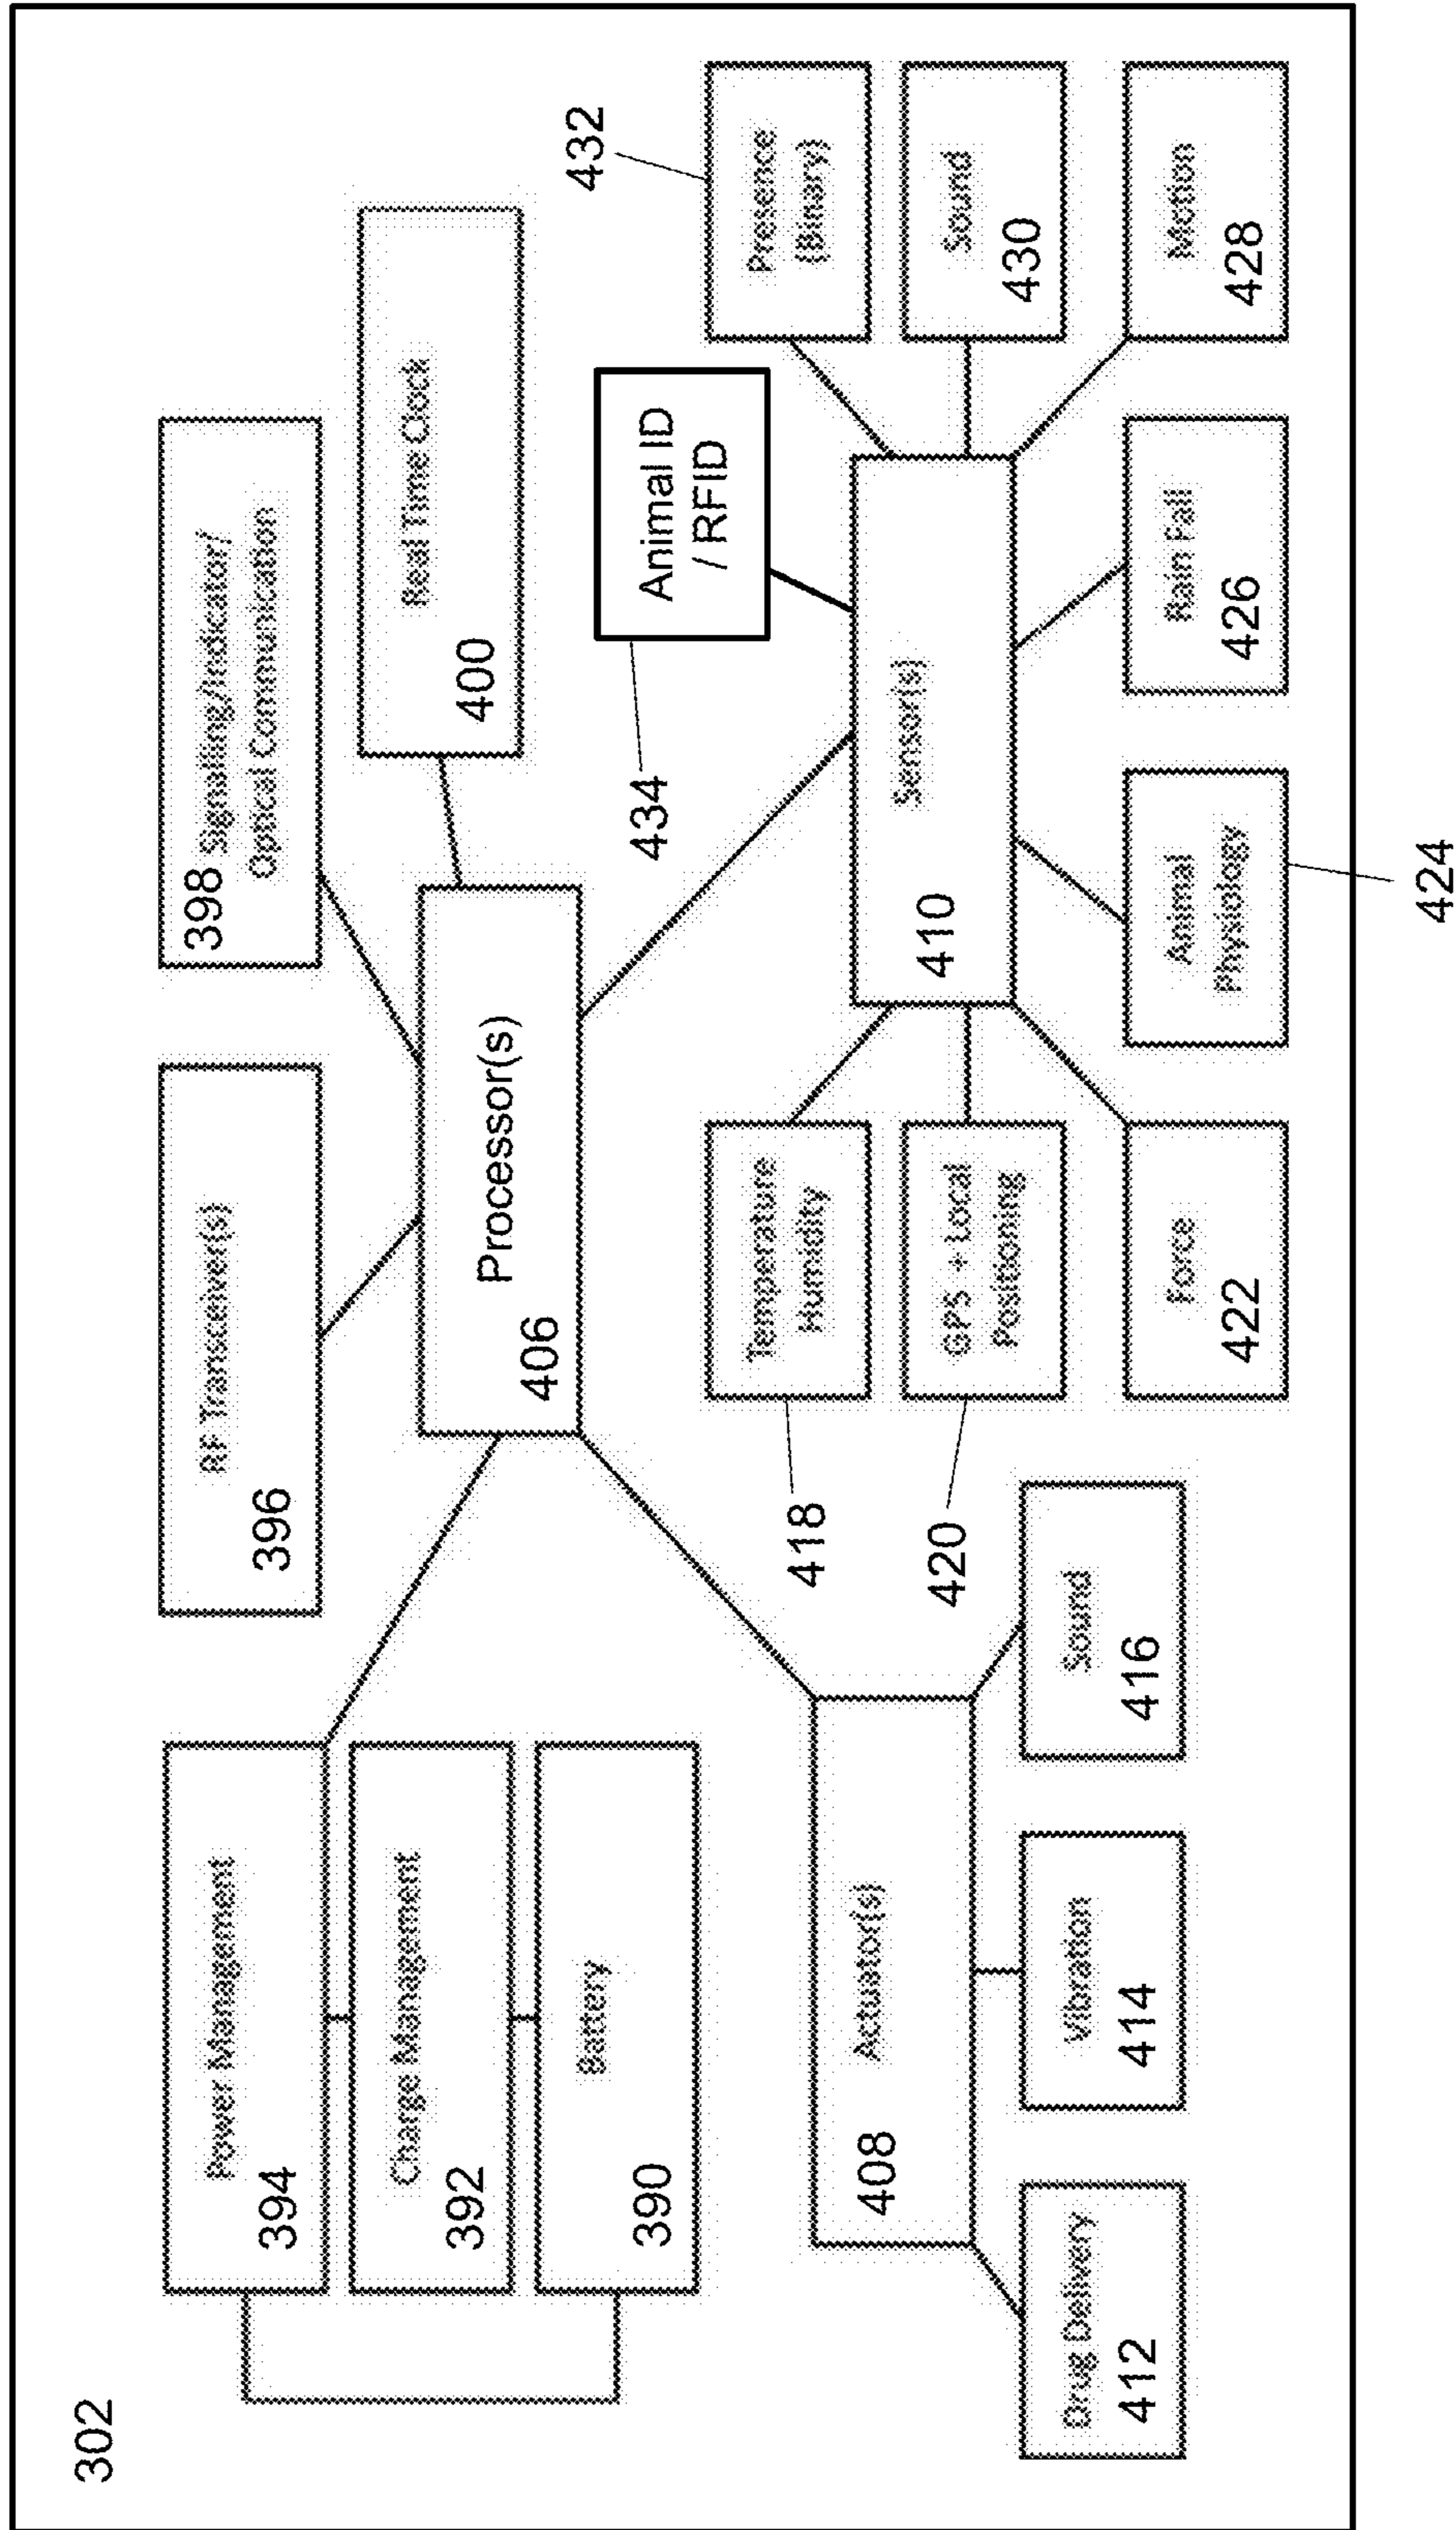 302
Power Management
394
Charge Management
392
Battery
390
RF Transceiver(s)
396
398 Signalling/Indicator/
Optical Communication
Real Time Clock
400
Processor(s)
406
Actuator(s)
408
Drug Delivery
412
Vibration
414
Sound
416
Sensor(s)
410
Animal ID
/ RFID
434
Temperature
Humidity
418
GPS + Local
Positioning
420
Force
422
Animal
Physiology
424
Rain Fall
426
Motion
428
Sound
430
Presence
(Binary)
432